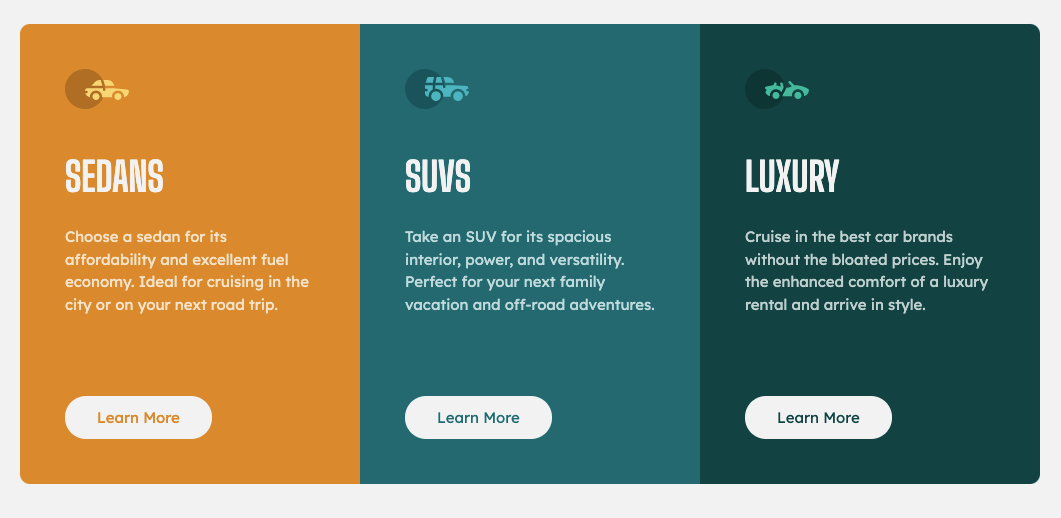 SEDANS
Choose a sedan for its
affordability and excellent fuel
economy. Ideal for cruising in the
city or on your next road trip.
Learn More
SUVS
Take an SUV for its spacious
interior, power, and versatility.
Perfect for your next family
vacation and off-road adventures.
Learn More
LUXURY
Cruise in the best car brands
without the bloated prices. Enjoy
the enhanced comfort of a luxury
rental and arrive in style.
Learn More